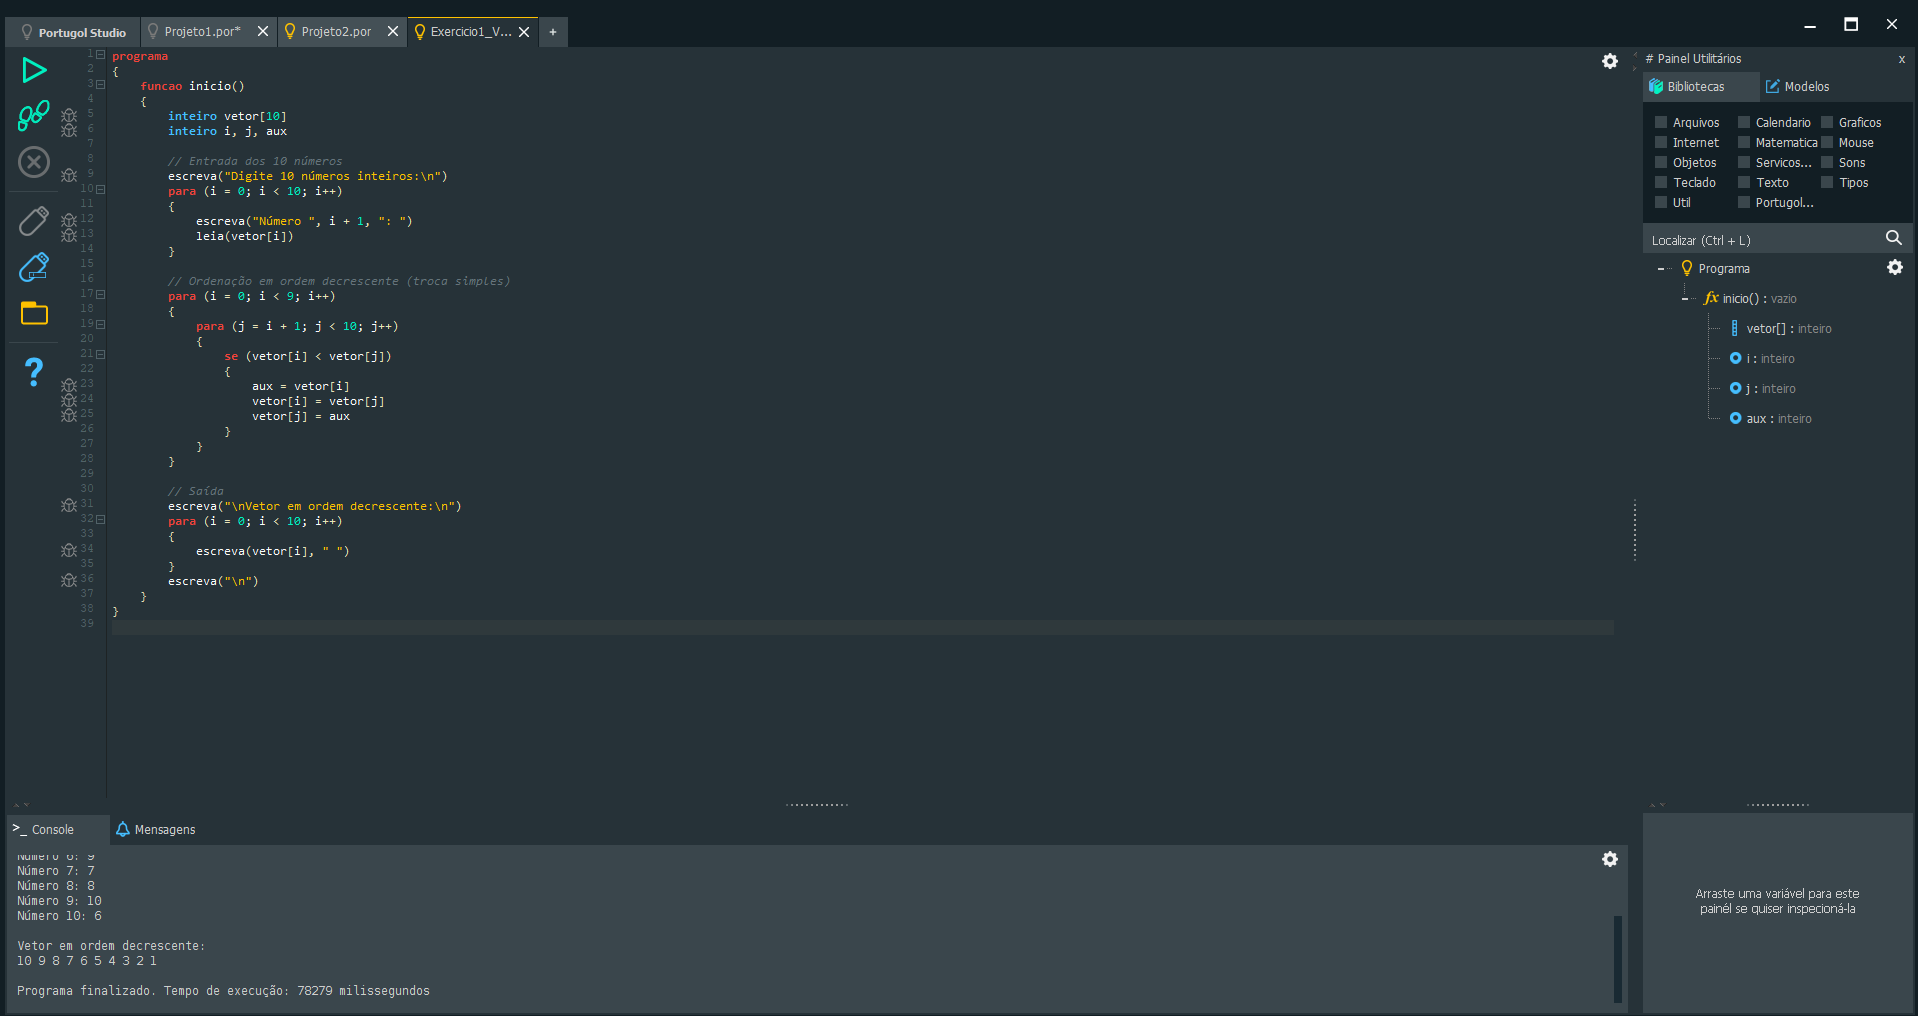 Portugol Studio
Projeto1.por*
Projeto2.por
Exercicio1_V...
+
1 programa
2 {
3     funcao inicio()
4     {
5         inteiro vetor[10]
6         inteiro i, j, aux
7
8         // Entrada dos 10 números
9         escreva("Digite 10 números inteiros:\n")
10         para (i = 0; i < 10; i++)
11         {
12             escreva("Número ", i + 1, ": ")
13             leia(vetor[i])
14         }
15
16         // Ordenação em ordem decrescente (troca simples)
17         para (i = 0; i < 9; i++)
18         {
19             para (j = i + 1; j < 10; j++)
20             {
21                 se (vetor[i] < vetor[j])
22                 {
23                     aux = vetor[i]
24                     vetor[i] = vetor[j]
25                     vetor[j] = aux
26                 }
27             }
28         }
29
30         // Saída
31         escreva("\nVetor em ordem decrescente:\n")
32         para (i = 0; i < 10; i++)
33         {
34             escreva(vetor[i], " ")
35         }
36         escreva("\n")
37     }
38 }
39
# Painel Utilitários x
Bibliotecas Modelos
Arquivos Calendario Graficos
Internet Matematica Mouse
Objetos Servicos... Sons
Teclado Texto Tipos
Util Portugol...
Localizar (Ctrl + L)
Programa
fx inicio() : vazio
vetor[] : inteiro
i : inteiro
j : inteiro
aux : inteiro
>_ Console Mensagens
Número 6: 9
Número 7: 7
Número 8: 8
Número 9: 10
Número 10: 6
Vetor em ordem decrescente:
10 9 8 7 6 5 4 3 2 1
Programa finalizado. Tempo de execução: 78279 milissegundos
Arraste uma variável para este
painél se quiser inspecioná-la